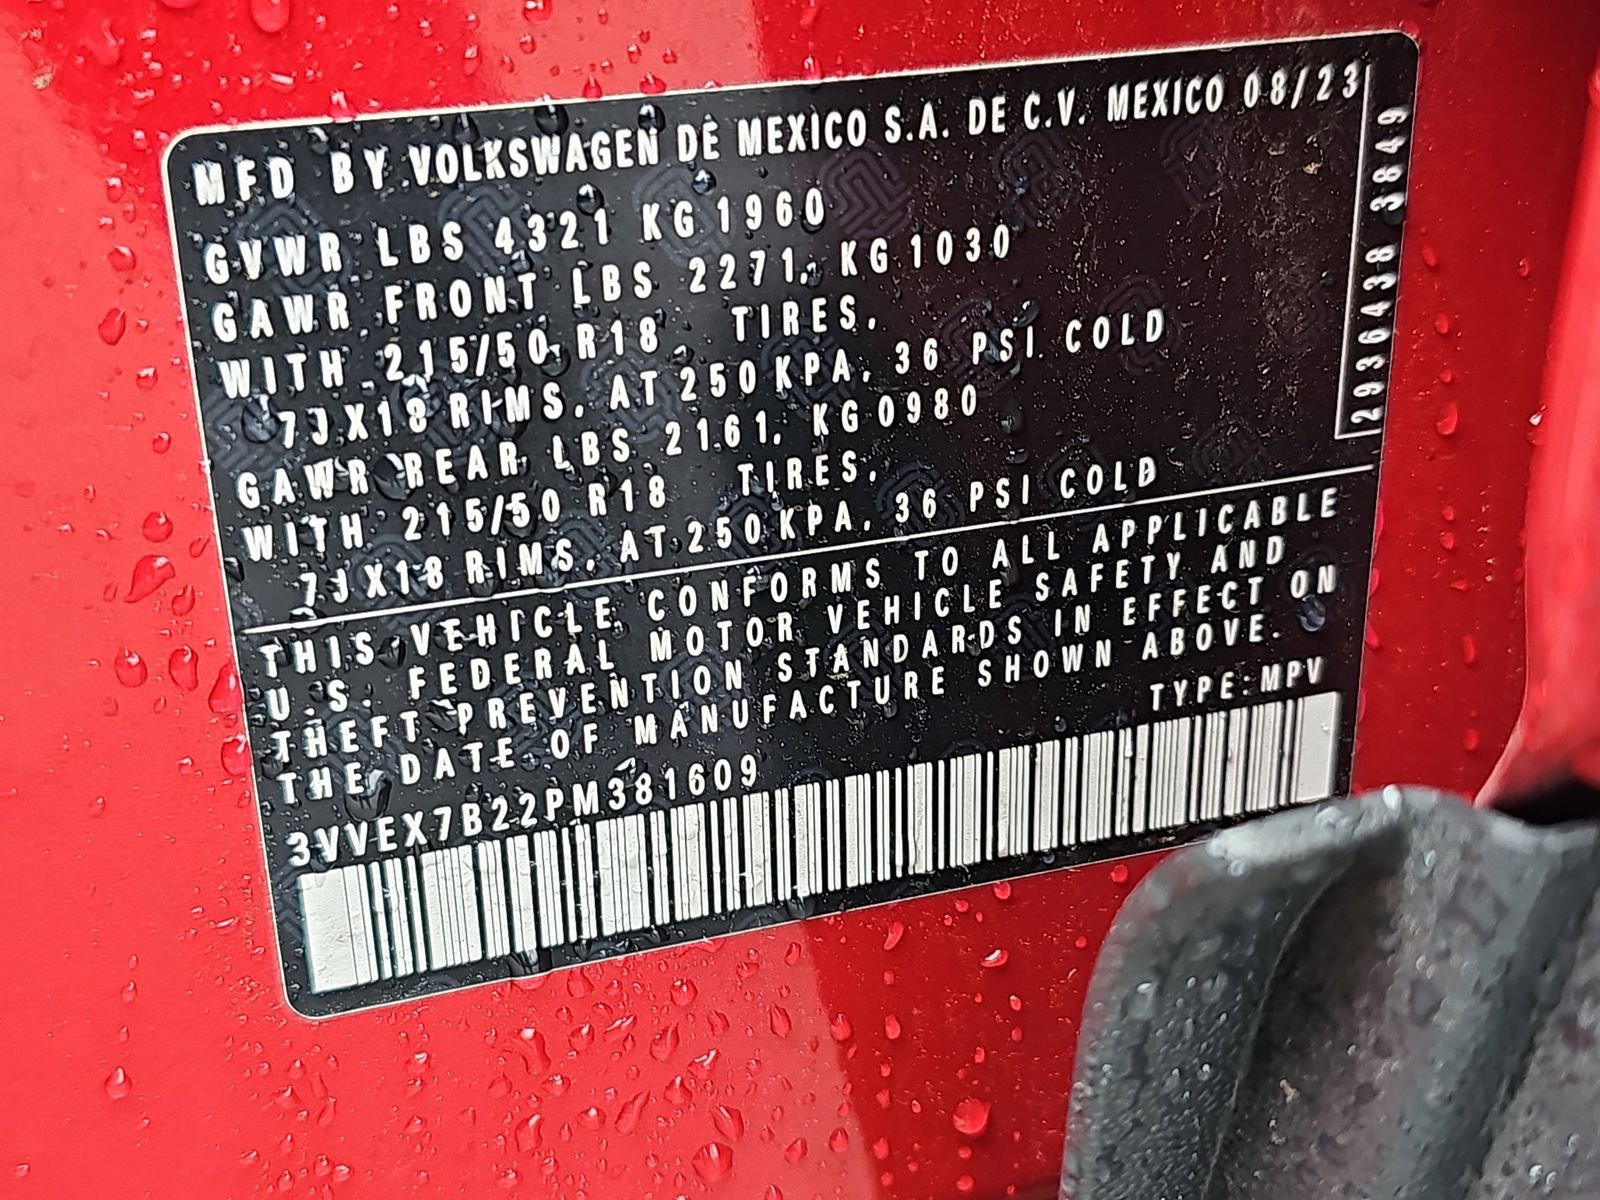 MFD BY VOLKSWAGEN DE MEXICO S.A. DE C.V. MEXICO 08/23
GVWR LBS 4321 KG 1960
GAWR FRONT LBS 2271, KG 1030
WITH 215/50 R18 TIRES,
7JX18 RIMS, AT 250 KPA, 36 PSI COLD
GAWR REAR LBS 2161, KG 0980
WITH 215/50 R18 TIRES,
7JX18 RIMS, AT 250 KPA, 36 PSI COLD
2936438 3849
THIS VEHICLE CONFORMS TO ALL APPLICABLE
U.S. FEDERAL MOTOR VEHICLE SAFETY AND
THEFT PREVENTION STANDARDS IN EFFECT ON
THE DATE OF MANUFACTURE SHOWN ABOVE.
TYPE: MPV
3VVEX7B22PM381609